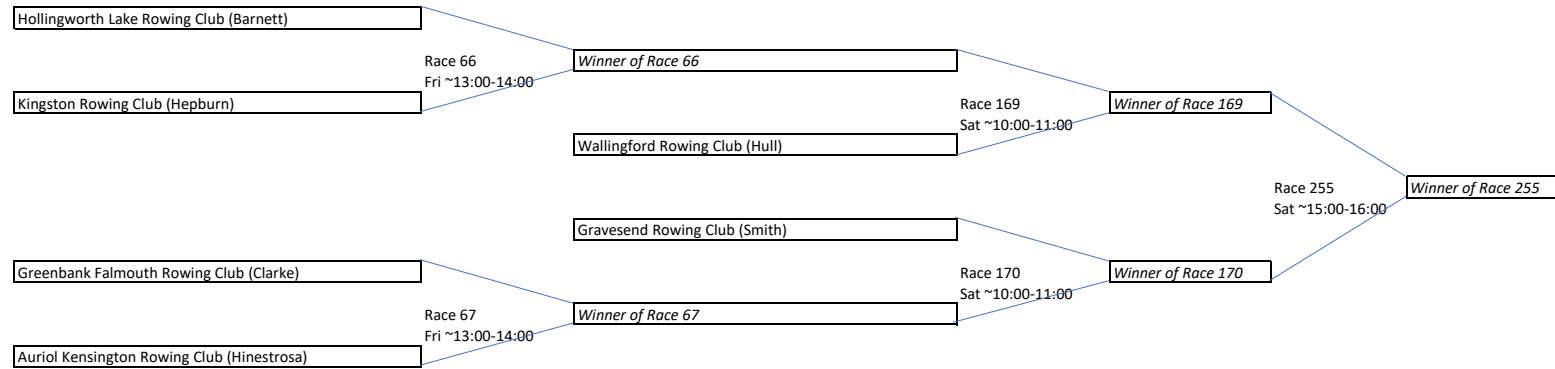 Hollingworth Lake Rowing Club (Barnett)
Race 66
Fri ~13:00-14:00
Winner of Race 66
Kingston Rowing Club (Hepburn)
Race 169
Sat ~10:00-11:00
Winner of Race 169
Wallingford Rowing Club (Hull)
Race 255
Sat ~15:00-16:00
Winner of Race 255
Gravesend Rowing Club (Smith)
Greenbank Falmouth Rowing Club (Clarke)
Race 170
Sat ~10:00-11:00
Winner of Race 170
Race 67
Fri ~13:00-14:00
Winner of Race 67
Auriol Kensington Rowing Club (Hinestrosa)